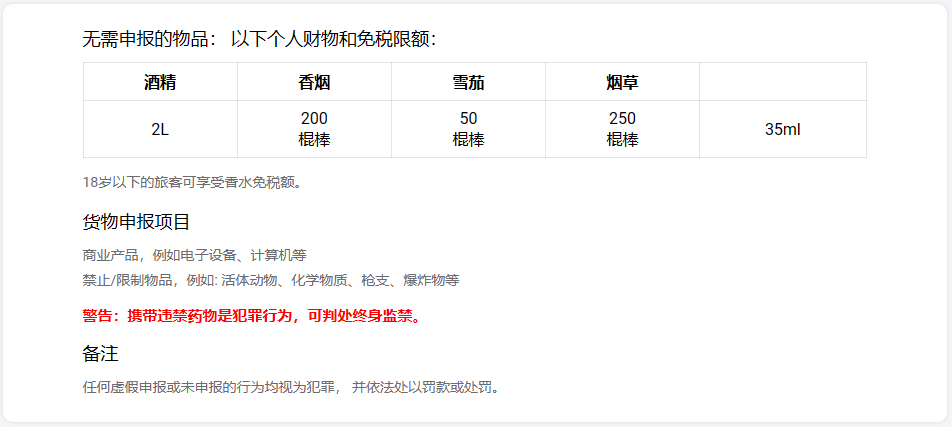 无需申报的物品： 以下个人财物和免税限额：
酒精 香烟 雪茄 烟草
2L 200 棍棒 50 棍棒 250 棍棒 35ml
18岁以下的旅客可享受香水免税额。
货物申报项目
商业产品，例如电子设备、计算机等
禁止/限制物品，例如: 活体动物、化学物质、枪支、爆炸物等
警告：携带违禁药物是犯罪行为，可判处终身监禁。
备注
任何虚假申报或未申报的行为均视为犯罪， 并依法处以罚款或处罚。